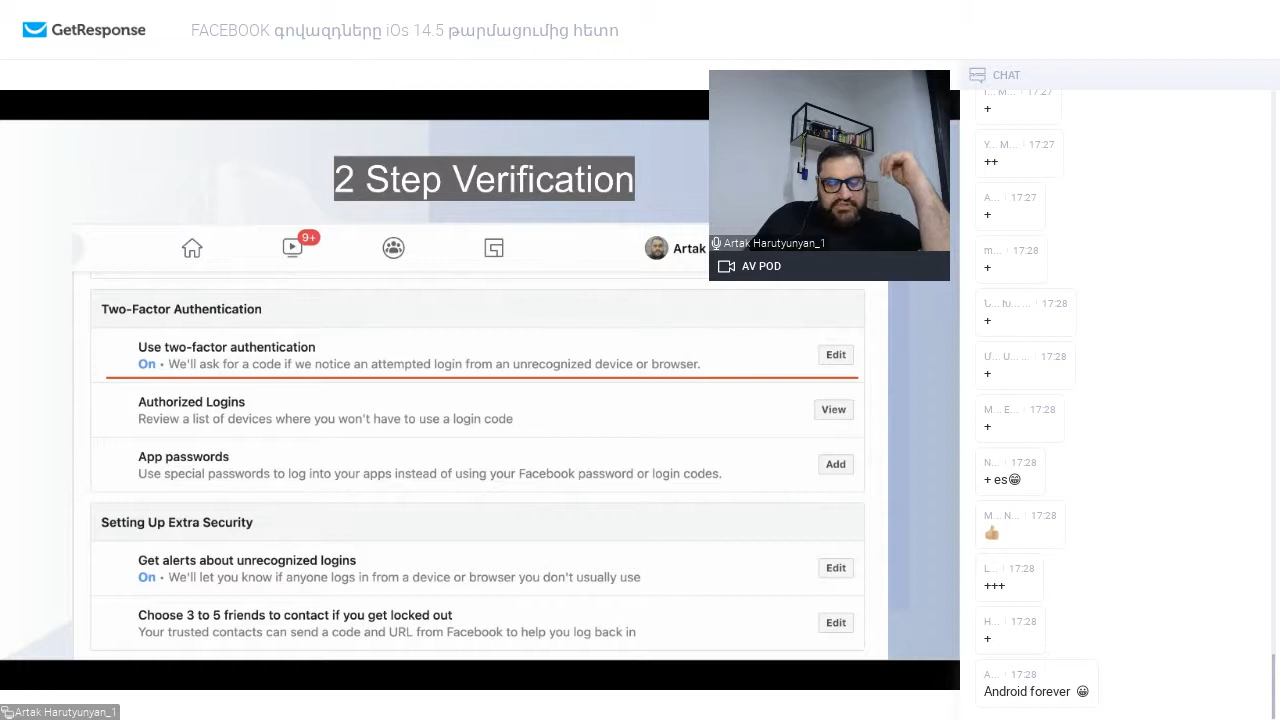 GetResponse
FACEBOOK գովազդները iOs 14.5 թարմացումից հետո
CHAT
2 Step Verification
9+
Artak
Artak Harutyunyan_1
AV POD
Two-Factor Authentication
Use two-factor authentication
On • We'll ask for a code if we notice an attempted login from an unrecognized device or browser.
Edit
Authorized Logins
Review a list of devices where you won't have to use a login code
View
App passwords
Use special passwords to log into your apps instead of using your Facebook password or login codes.
Add
Setting Up Extra Security
Get alerts about unrecognized logins
On • We'll let you know if anyone logs in from a device or browser you don't usually use
Edit
Choose 3 to 5 friends to contact if you get locked out
Your trusted contacts can send a code and URL from Facebook to help you log back in
Edit
Artak Harutyunyan_1
M... 17:27
+
Y... M... 17:27
++
A... 17:27
+
m... 17:28
+
Ն... Խ... ... 17:28
+
Մ... Ս... ... 17:28
+
M... E... 17:28
+
N... 17:28
+ es😁
M... N... 17:28
👍🏼
L... 17:28
+++
H... 17:28
+
A... 17:28
Android forever 😀